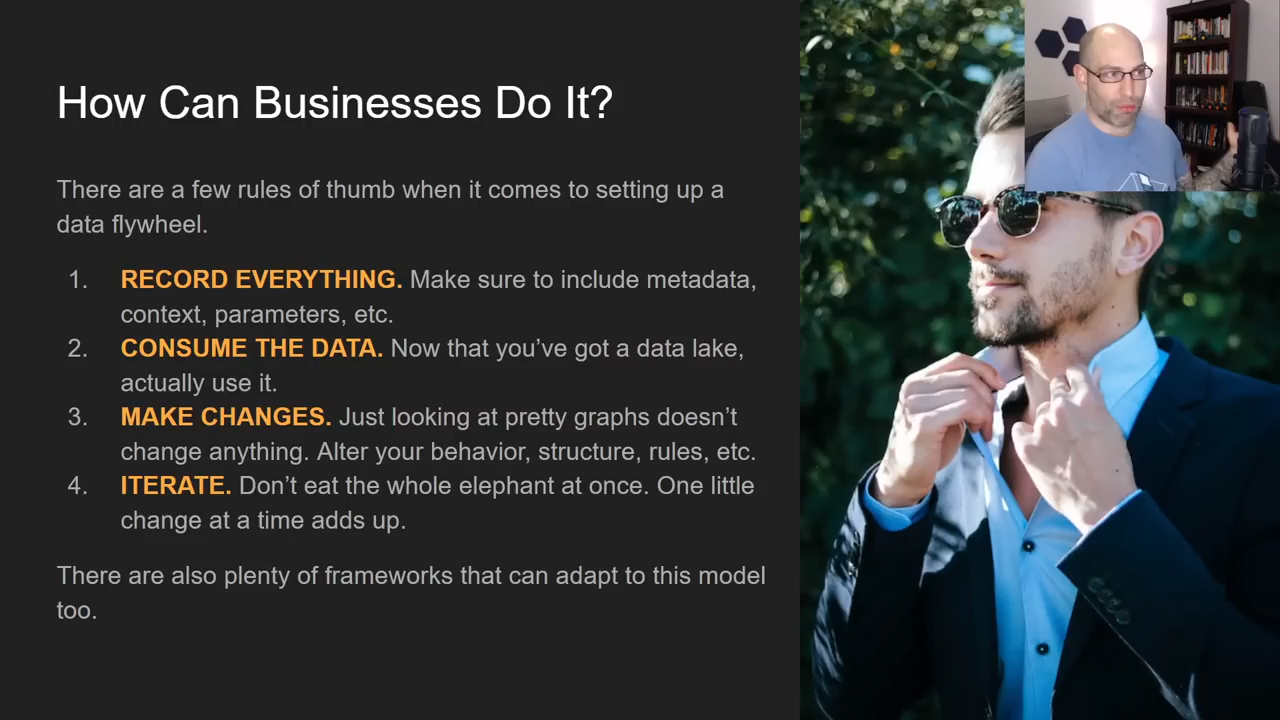 How Can Businesses Do It?
There are a few rules of thumb when it comes to setting up a
data flywheel.
1. RECORD EVERYTHING. Make sure to include metadata,
context, parameters, etc.
2. CONSUME THE DATA. Now that you’ve got a data lake,
actually use it.
3. MAKE CHANGES. Just looking at pretty graphs doesn’t
change anything. Alter your behavior, structure, rules, etc.
4. ITERATE. Don’t eat the whole elephant at once. One little
change at a time adds up.
There are also plenty of frameworks that can adapt to this model
too.